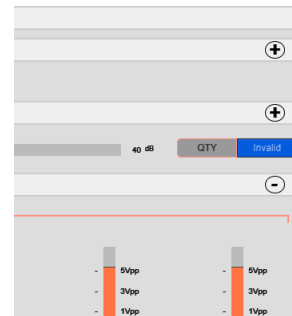 40 dB QTY Invalid
- 5Vpp - 5Vpp
- 3Vpp - 3Vpp
- 1Vpp - 1Vpp